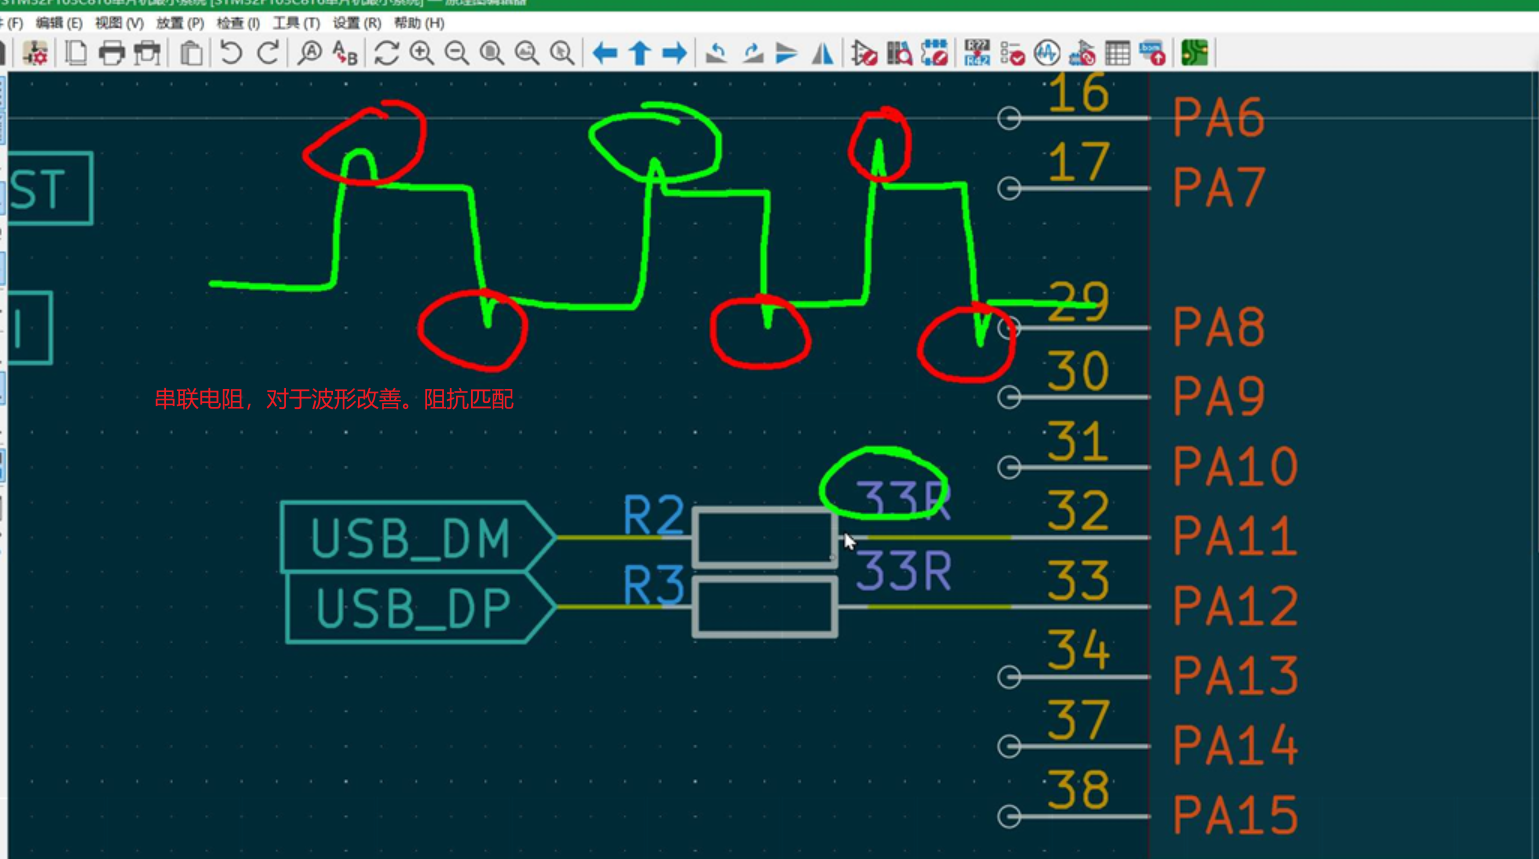 (F) 编辑 (E) 视图 (V) 放置 (P) 检查 (I) 工具 (T) 设置 (R) 帮助 (H)
16
PA6
17
PA7
ST
29
PA8
30
PA9
串联电阻，对于波形改善。阻抗匹配
31
PA10
33R
R2
32
USB_DM
PA11
33R
R3
33
USB_DP
PA12
34
PA13
37
PA14
38
PA15